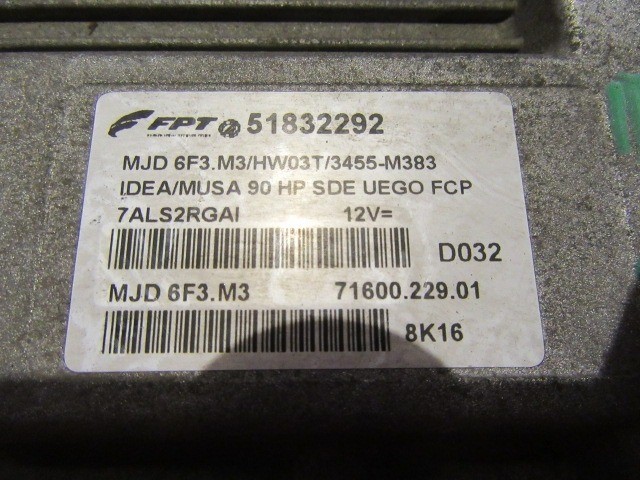 FPT 51832292
MJD 6F3.M3/HW03T/3455-M383
IDEA/MUSA 90 HP SDE UEGO FCP
7ALS2RGAI 12V=
D032
MJD 6F3.M3 71600.229.01
8K16